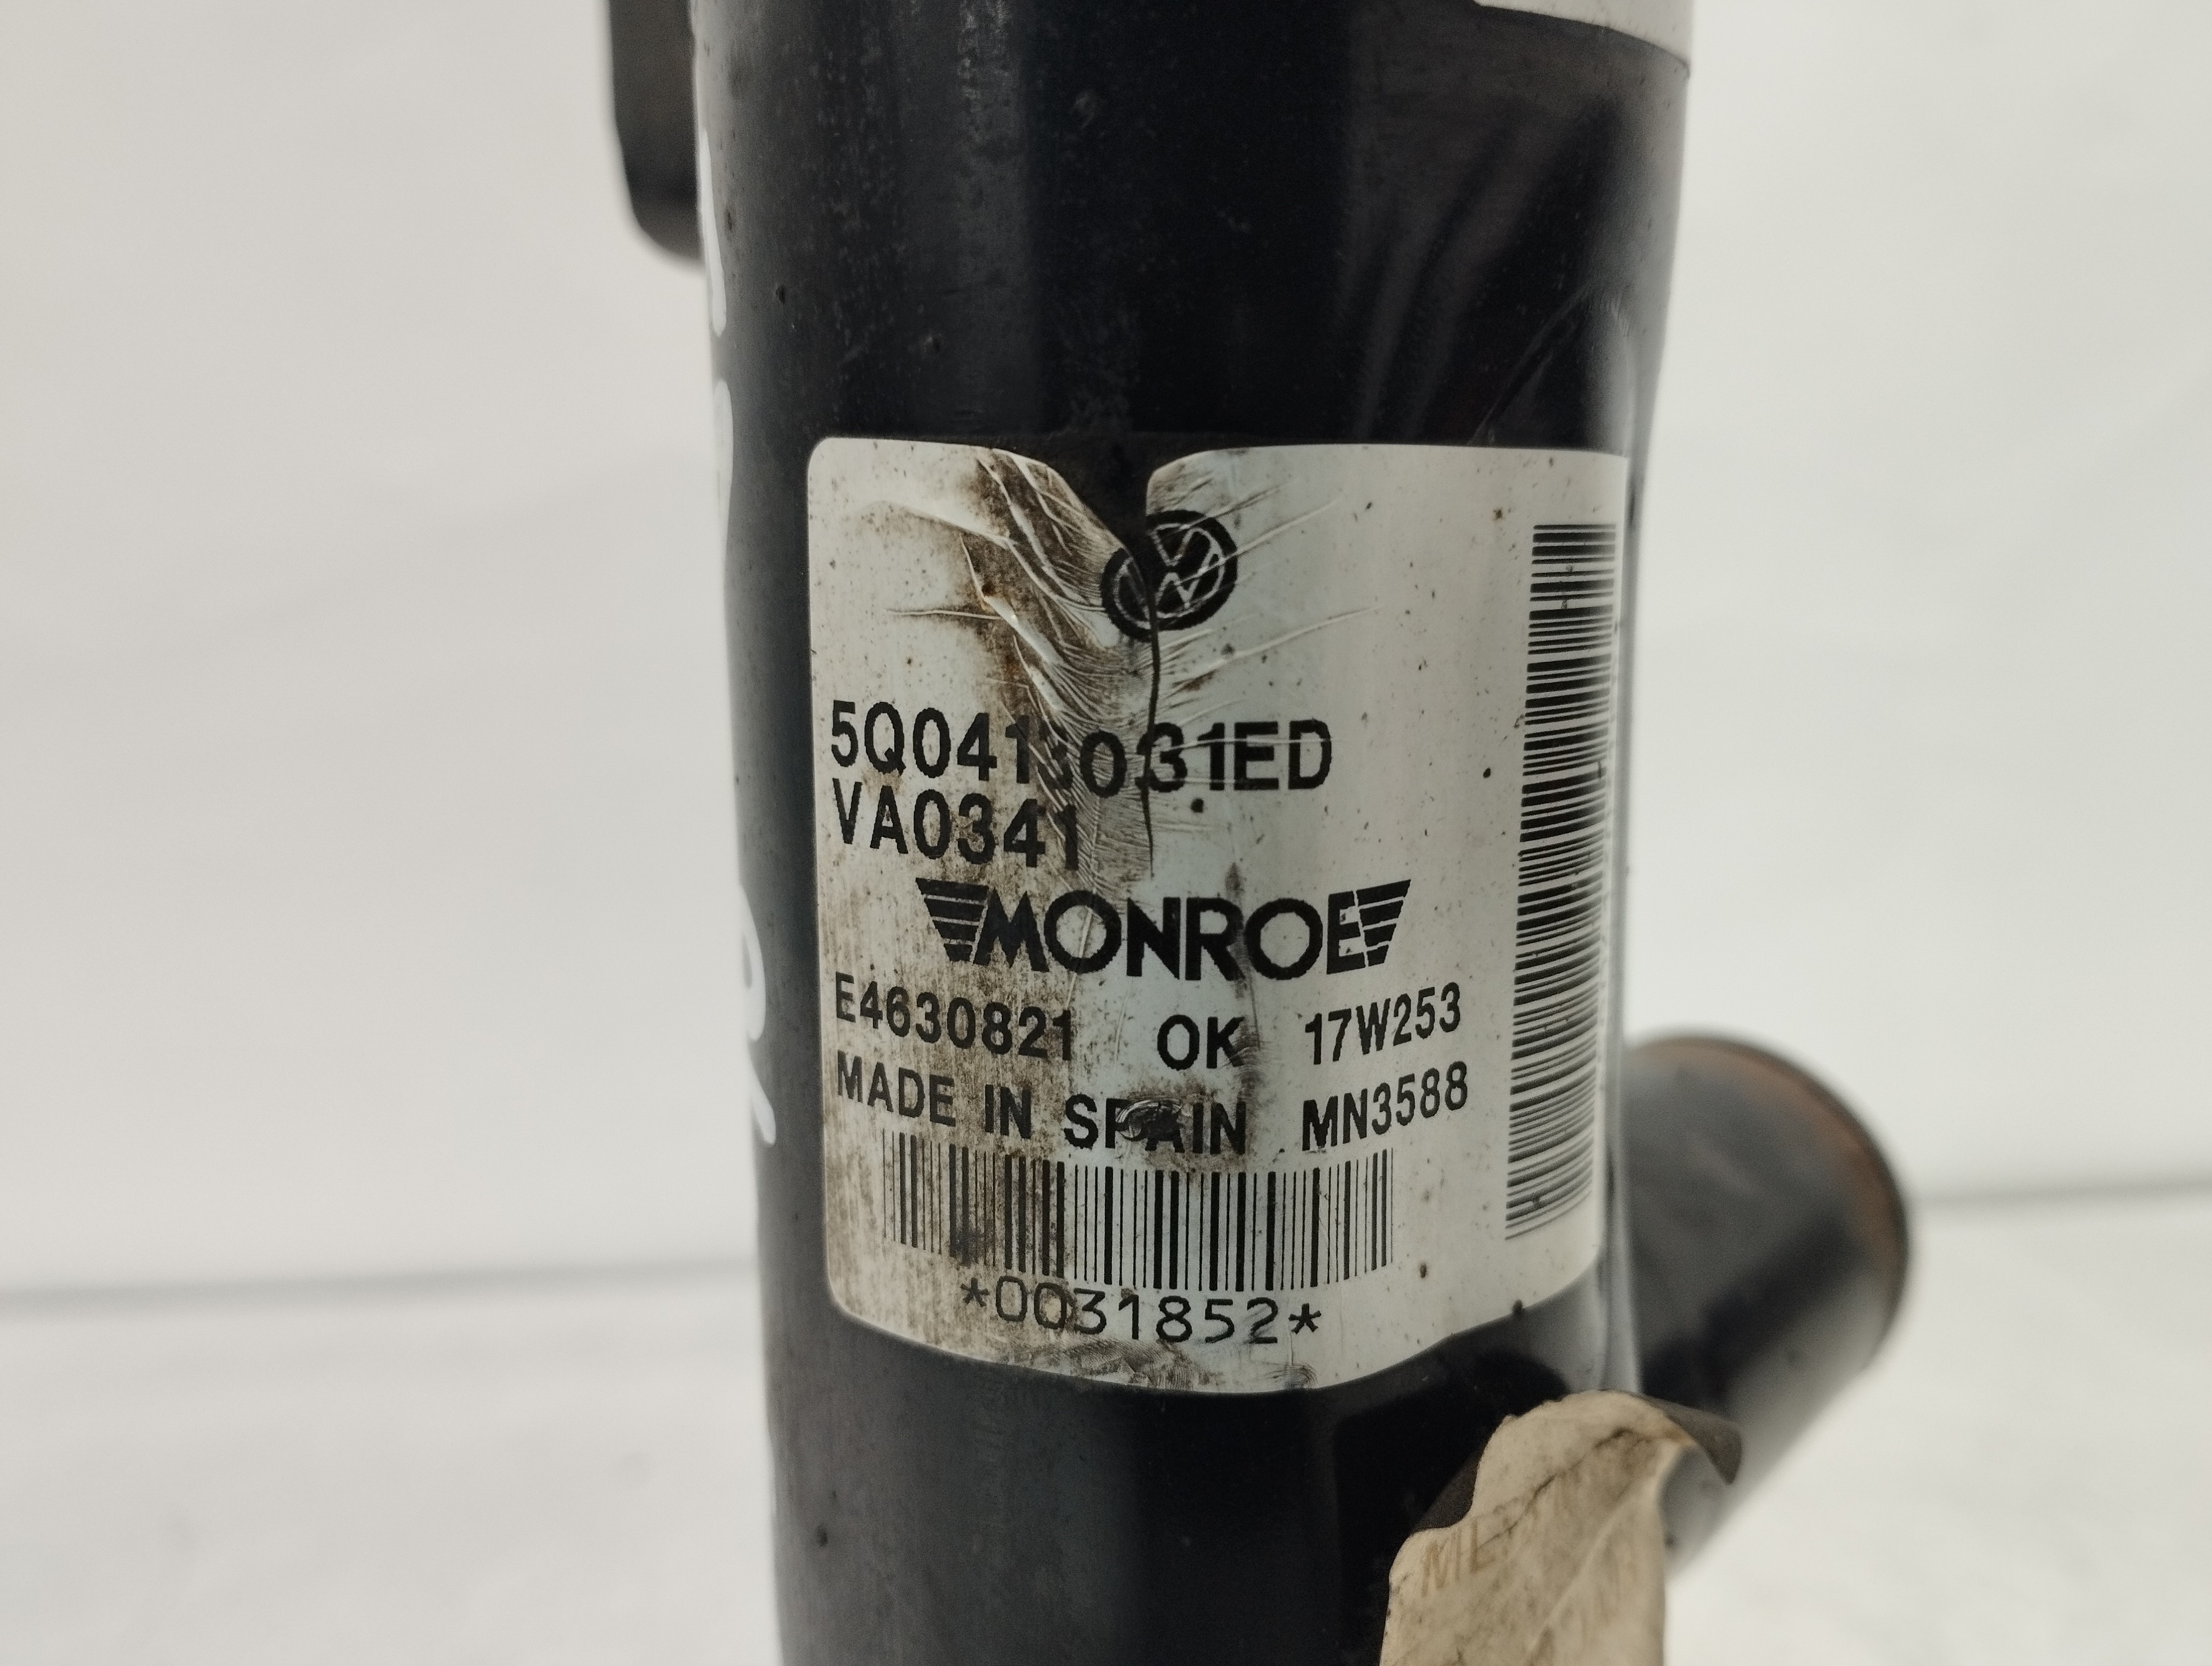 5Q0413031ED
VA0341
MONROE
E4630821 OK 17W253
MADE IN SPAIN MN3588
*0031852*